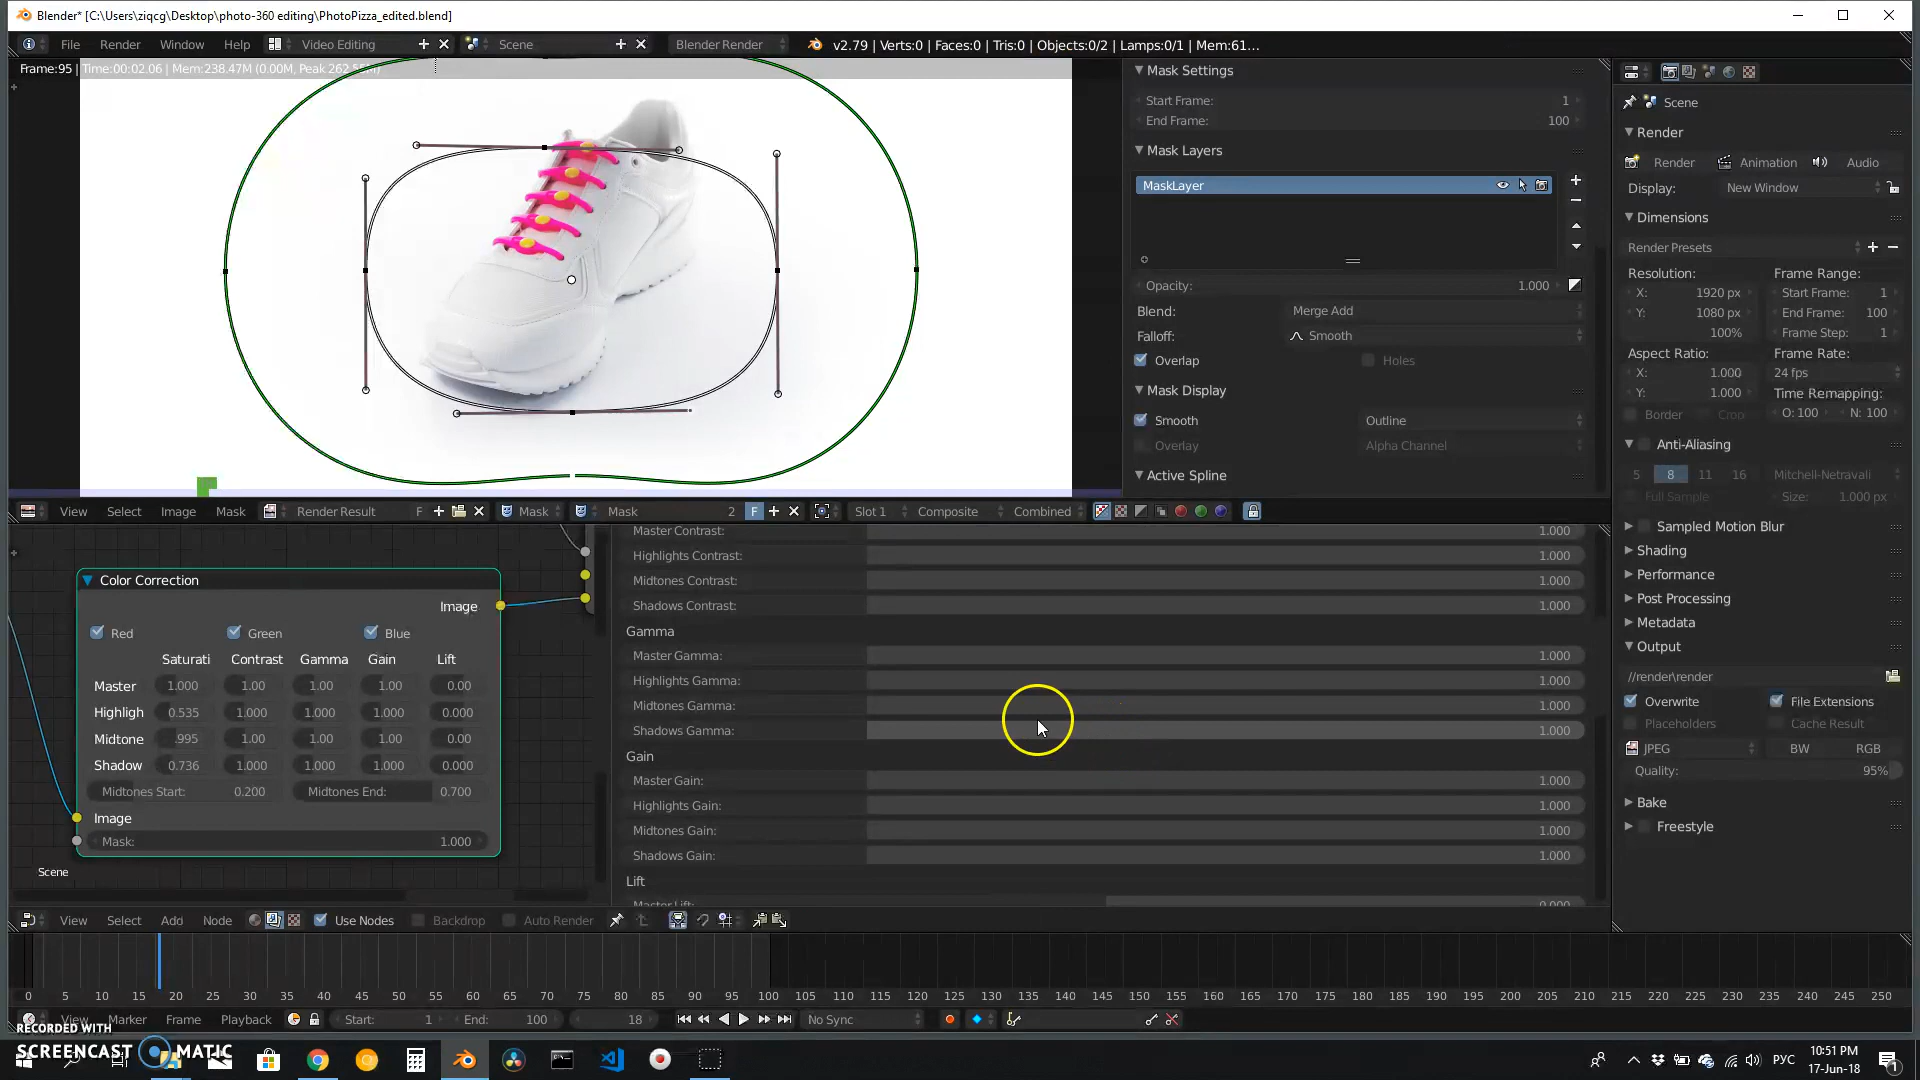 Blender* [C:\Users\ziqcg\Desktop\photo-360 editing\PhotoPizza_edited.blend]
File Render Window Help Video Editing Scene Blender Render v2.79 | Verts:0 | Faces:0 | Tris:0 | Objects:0/2 | Lamps:0/1 | Mem:61...
Frame:95 | Time:00:02.06 | Mem:238.47M (0.00M, Peak 262.55M)
Mask Settings
Start Frame: 1
End Frame: 100
Mask Layers
MaskLayer
Opacity: 1.000
Blend: Merge Add
Falloff: Smooth
Overlap Holes
Mask Display
Smooth Outline
Overlay Alpha Channel
Active Spline
Scene
Render
Render Animation Audio
Display: New Window
Dimensions
Render Presets
Resolution: Frame Range:
X: 1920 px Start Frame: 1
Y: 1080 px End Frame: 100
100% Frame Step: 1
Aspect Ratio: Frame Rate:
X: 1.000 24 fps
Y: 1.000 Time Remapping:
Border Crop O: 100 N: 100
Anti-Aliasing
5 8 11 16 Mitchell-Netravali
Full Sample Size: 1.000 px
Sampled Motion Blur
Shading
Performance
Post Processing
Metadata
Output
//render\render
Overwrite File Extensions
Placeholders Cache Result
JPEG BW RGB
Quality: 95%
Bake
Freestyle
View Select Image Mask Render Result F Mask Mask 2 F Slot 1 Composite Combined
Color Correction
Image
Red Green Blue
Saturati Contrast Gamma Gain Lift
Master 1.000 1.00 1.00 1.00 0.00
Highligh 0.535 1.000 1.000 1.000 0.000
Midtone .995 1.00 1.00 1.00 0.00
Shadow 0.736 1.000 1.000 1.000 0.000
Midtones Start: 0.200 Midtones End: 0.700
Image
Mask: 1.000
Scene
Master Contrast: 1.000
Highlights Contrast: 1.000
Midtones Contrast: 1.000
Shadows Contrast: 1.000
Gamma
Master Gamma: 1.000
Highlights Gamma: 1.000
Midtones Gamma: 1.000
Shadows Gamma: 1.000
Gain
Master Gain: 1.000
Highlights Gain: 1.000
Midtones Gain: 1.000
Shadows Gain: 1.000
Lift
Master Lift: 0.000
View Select Add Node Use Nodes Backdrop Auto Render
0 5 10 15 20 25 30 35 40 45 50 55 60 65 70 75 80 85 90 95 100 105 110 115 120 125 130 135 140 145 150 155 160 165 170 175 180 185 190 195 200 205 210 215 220 225 230 235 240 245 250
View Marker Frame Playback Start: 1 End: 100 18 No Sync
RECORDED WITH
SCREENCAST MATIC
РУС
10:51 PM
17-Jun-18
1